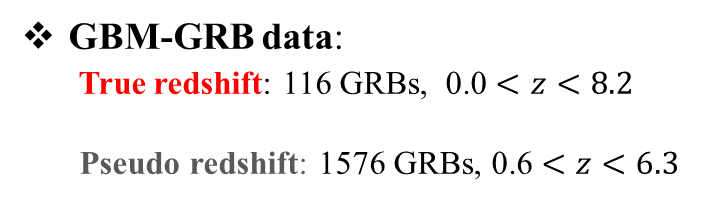 ❖ GBM-GRB data:
True redshift: 116 GRBs, 0.0 < z < 8.2
Pseudo redshift: 1576 GRBs, 0.6 < z < 6.3